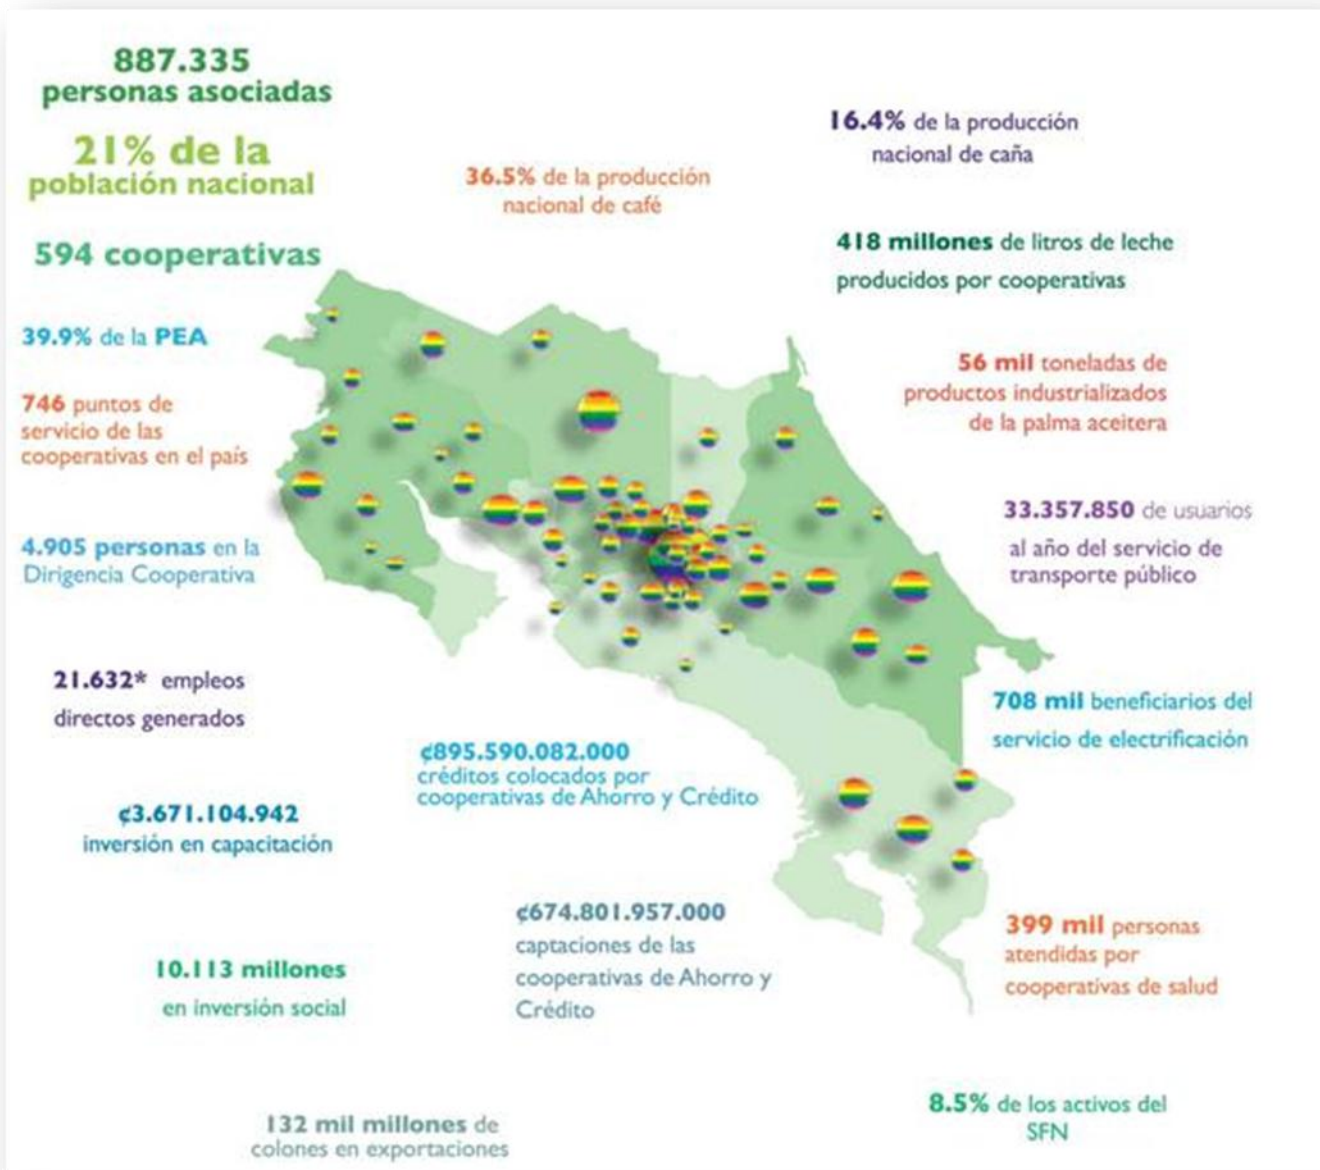 887.335
personas asociadas
21% de la
población nacional
594 cooperativas
39.9% de la PEA
746 puntos de
servicio de las
cooperativas en el país
4.905 personas en la
Dirigencia Cooperativa
21.632* empleos
directos generados
¢3.671.104.942
inversión en capacitación
10.113 millones
en inversión social
132 mil millones de
colones en exportaciones
36.5% de la producción
nacional de café
¢895.590.082.000
créditos colocados por
cooperativas de Ahorro y Crédito
¢674.801.957.000
captaciones de las
cooperativas de Ahorro y
Crédito
16.4% de la producción
nacional de caña
418 millones de litros de leche
producidos por cooperativas
56 mil toneladas de
productos industrializados
de la palma aceitera
33.357.850 de usuarios
al año del servicio de
transporte público
708 mil beneficiarios del
servicio de electrificación
399 mil personas
atendidas por
cooperativas de salud
8.5% de los activos del
SFN